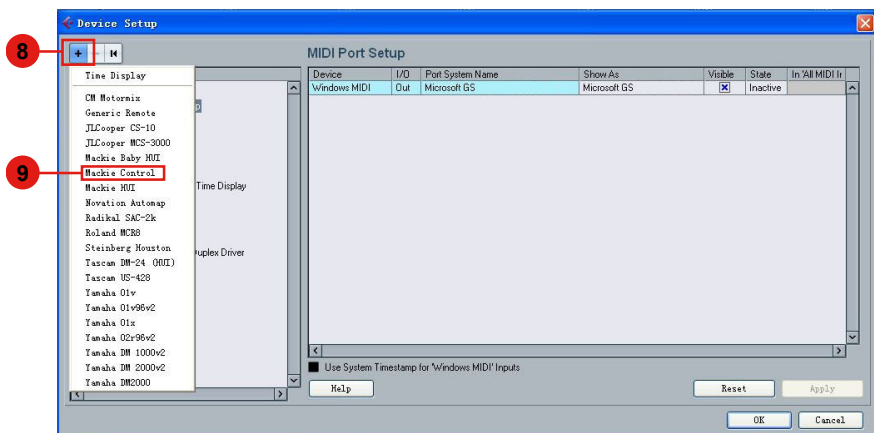 Device Setup
8
+ -
MIDI Port Setup
Time Display
CM Motormix
Generic Remote
JLCooper CS-10
JLCooper MCS-3000
Mackie Baby HUI
9
Mackie Control
Mackie HUI
Novation Automap
Radikal SAC-2k
Roland MCR8
Steinberg Houston
Tascam DM-24 (HUI)
Tascam US-428
Yamaha 01v
Yamaha 01v96v2
Yamaha 01x
Yamaha 02r96v2
Yamaha DM 1000v2
Yamaha DM 2000v2
Yamaha DM2000
p
Time Display
uplex Driver
Device I/O Port System Name Show As Visible State In 'All MIDI Ir
Windows MIDI Out Microsoft GS Microsoft GS X Inactive
Use System Timestamp for 'Windows MIDI' Inputs
Help Reset Apply
OK Cancel